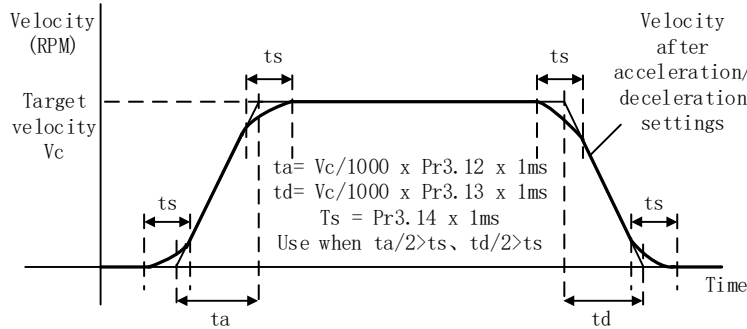 Velocity
(RPM)
ts
ts
Velocity
after
acceleration/
deceleration
settings
Target
velocity
Vc
ta= Vc/1000 x Pr3.12 x 1ms
td= Vc/1000 x Pr3.13 x 1ms
Ts = Pr3.14 x 1ms
Use when ta/2>ts、td/2>ts
ts
ts
Time
ta
td